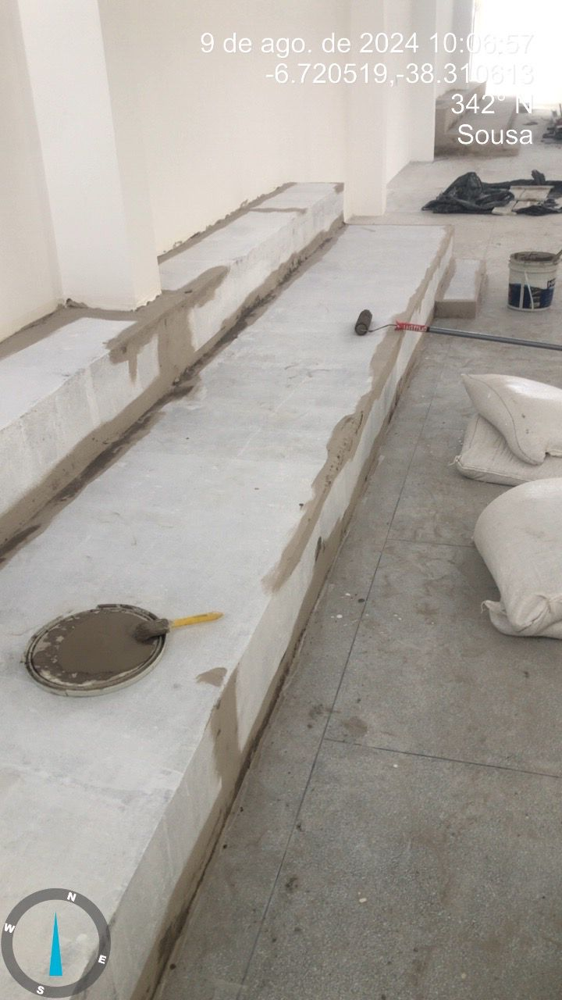 9 de ago. de 2024 10:06:57
-6.720519,-38.310613
342° N
Sousa
N
W
E
S